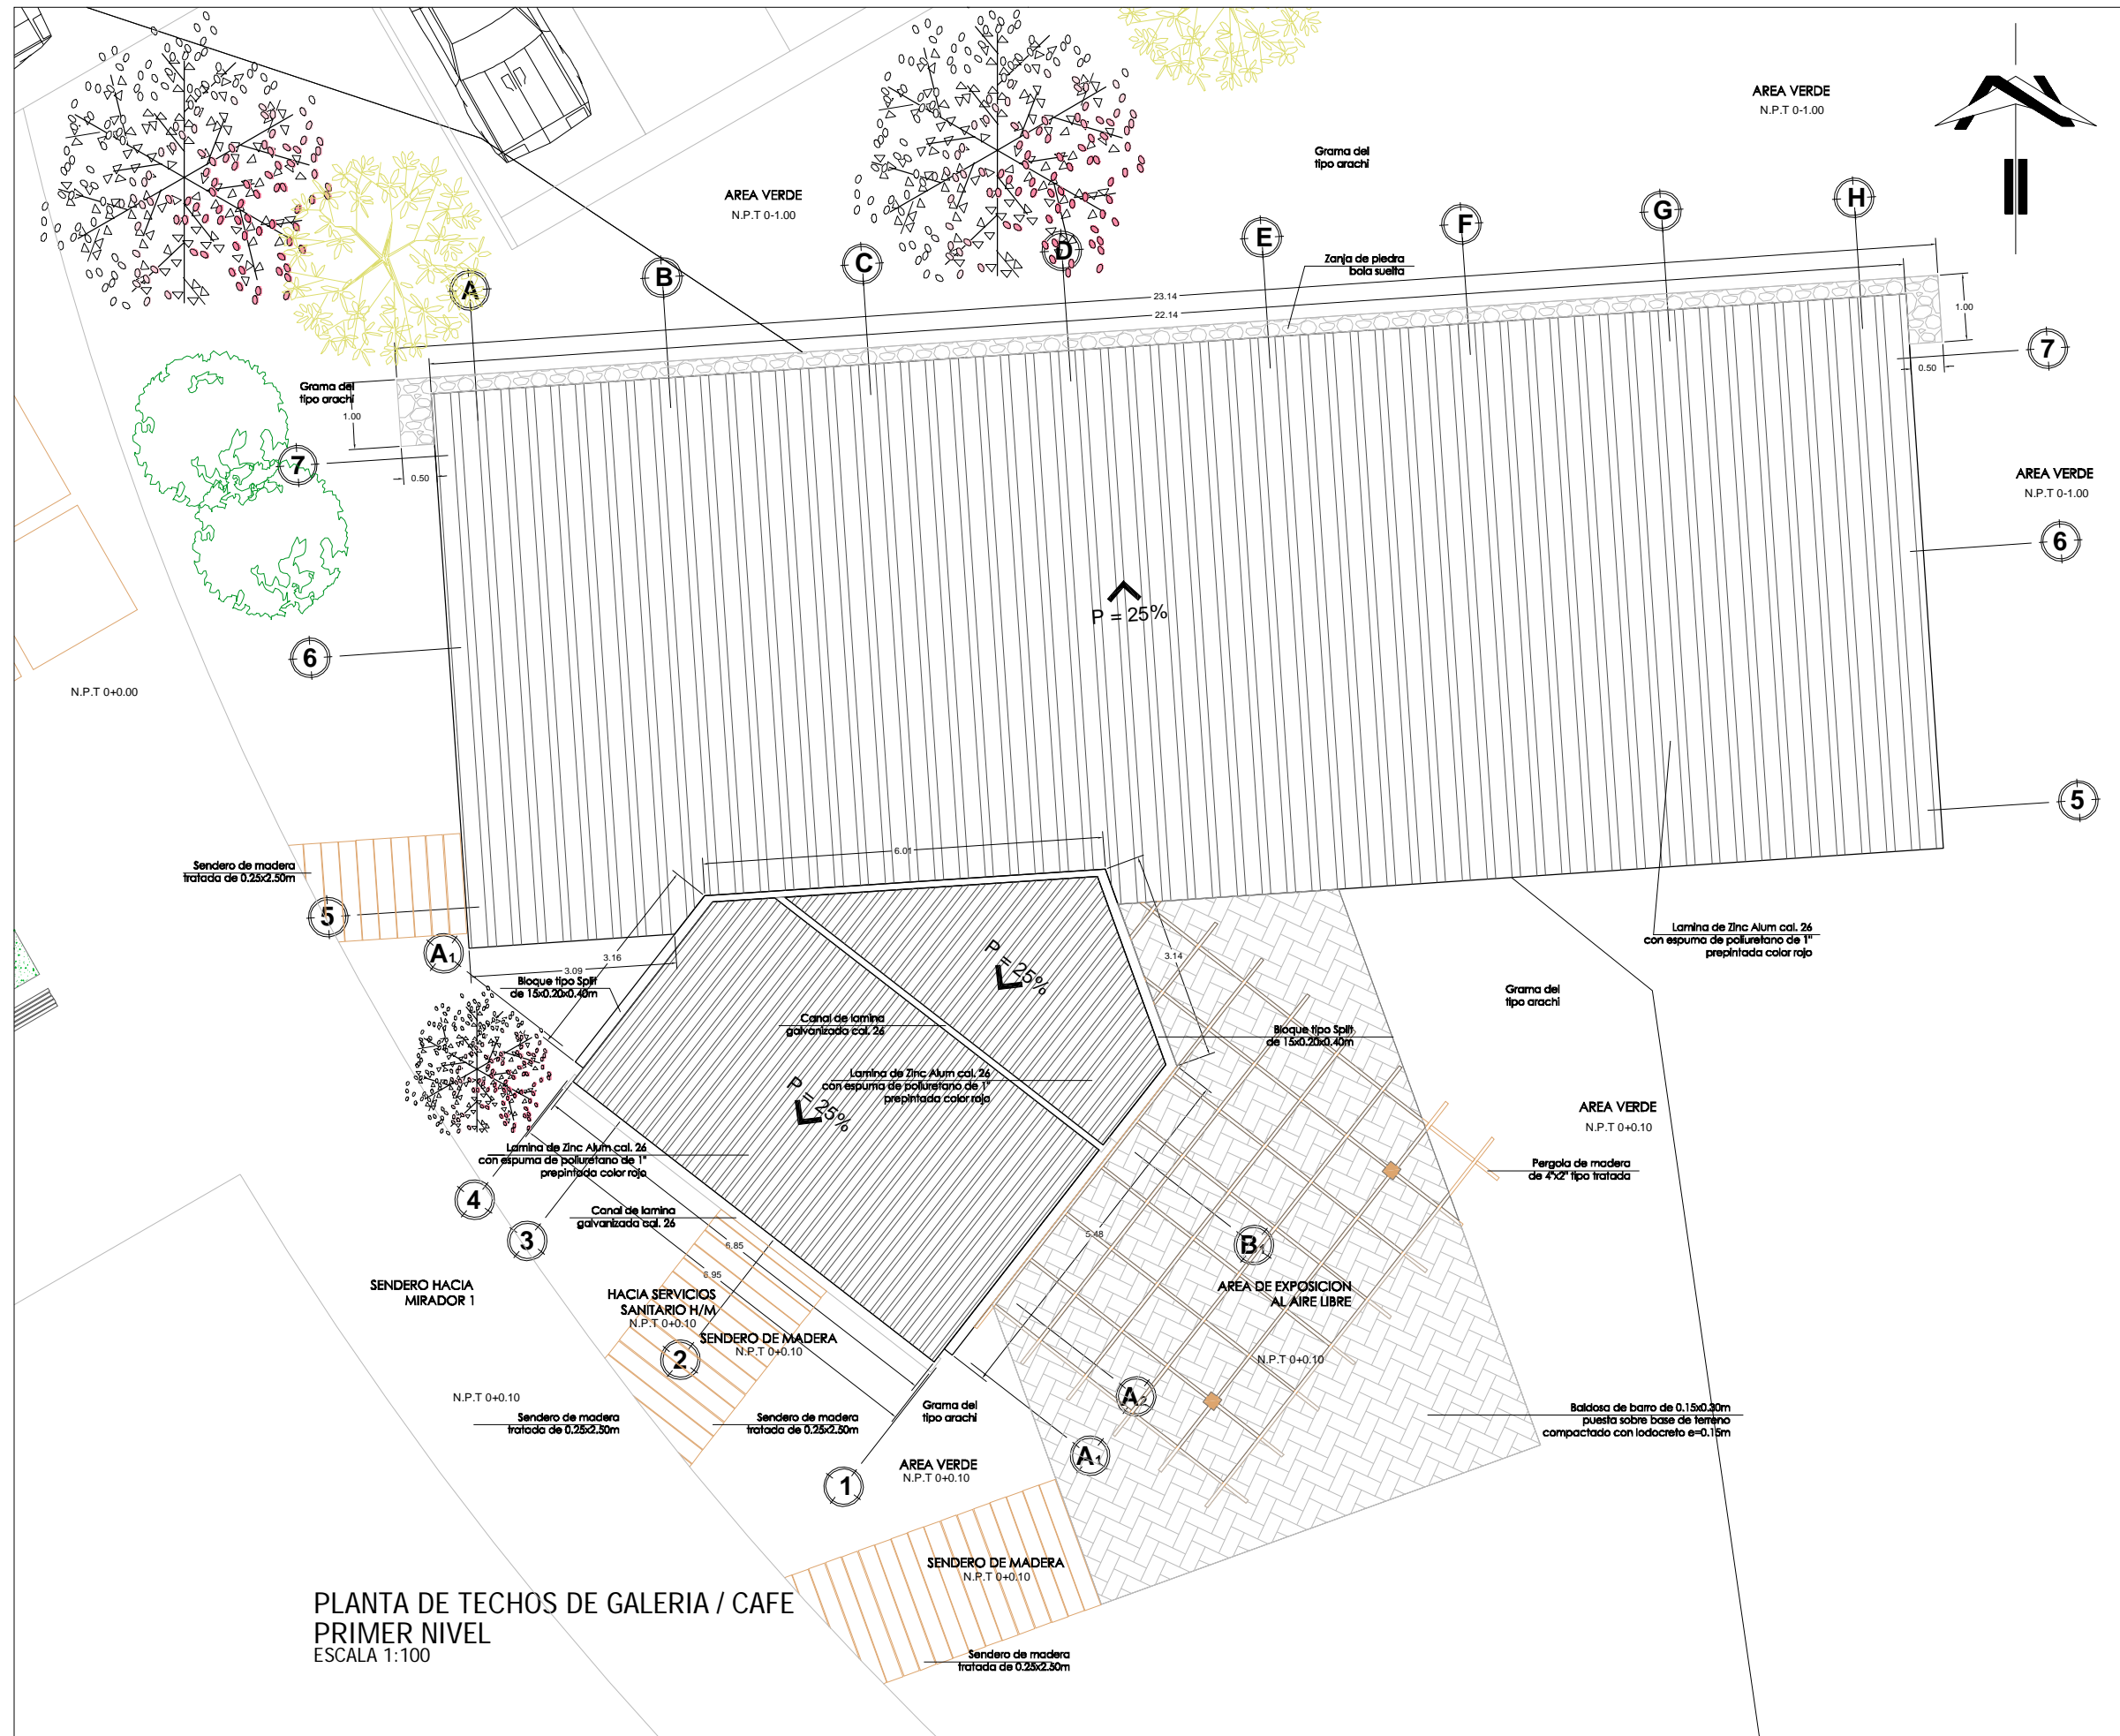 AREA VERDE
N.P.T 0-1.00
Grama del
tipo arachi
AREA VERDE
N.P.T 0-1.00
A
B
C
D
E
F
G
H
Zanja de piedra
bola suelta
23.14
22.14
1.00
7
0.50
Grama del
tipo arachi
1.00
7
0.50
AREA VERDE
N.P.T 0-1.00
6
P = 25%
6
N.P.T 0+0.00
5
Sendero de madera
tratada de 0.25x2.50m
6.01
5
A1
3.09
3.16
3.14
Bloque tipo Split
de 15x0.20x0.40m
P = 25%
Lamina de Zinc Alum cal. 26
con espuma de poliuretano de 1"
prepintada color rojo
Grama del
tipo arachi
Canal de lamina
galvanizada cal. 26
Bloque tipo Split
de 15x0.20x0.40m
Lamina de Zinc Alum cal. 26
con espuma de poliuretano de 1"
prepintada color rojo
P = 25%
AREA VERDE
N.P.T 0+0.10
Lamina de Zinc Alum cal. 26
con espuma de poliuretano de 1"
prepintada color rojo
Pergola de madera
de 4"x2" tipo tratada
4
3
Canal de lamina
galvanizada cal. 26
6.85
6.95
5.48
B1
SENDERO HACIA
MIRADOR 1
HACIA SERVICIOS
SANITARIO H/M
N.P.T 0+0.10
AREA DE EXPOSICION
AL AIRE LIBRE
N.P.T 0+0.10
SENDERO DE MADERA
N.P.T 0+0.10
2
A2
N.P.T 0+0.10
Sendero de madera
tratada de 0.25x2.50m
Sendero de madera
tratada de 0.25x2.50m
Grama del
tipo arachi
Baldosa de barro de 0.15x0.30m
puesta sobre base de terreno
compactado con lodocreto e=0.15m
A1
AREA VERDE
N.P.T 0+0.10
1
SENDERO DE MADERA
N.P.T 0+0.10
PLANTA DE TECHOS DE GALERIA / CAFE
PRIMER NIVEL
ESCALA 1:100
Sendero de madera
tratada de 0.25x2.50m